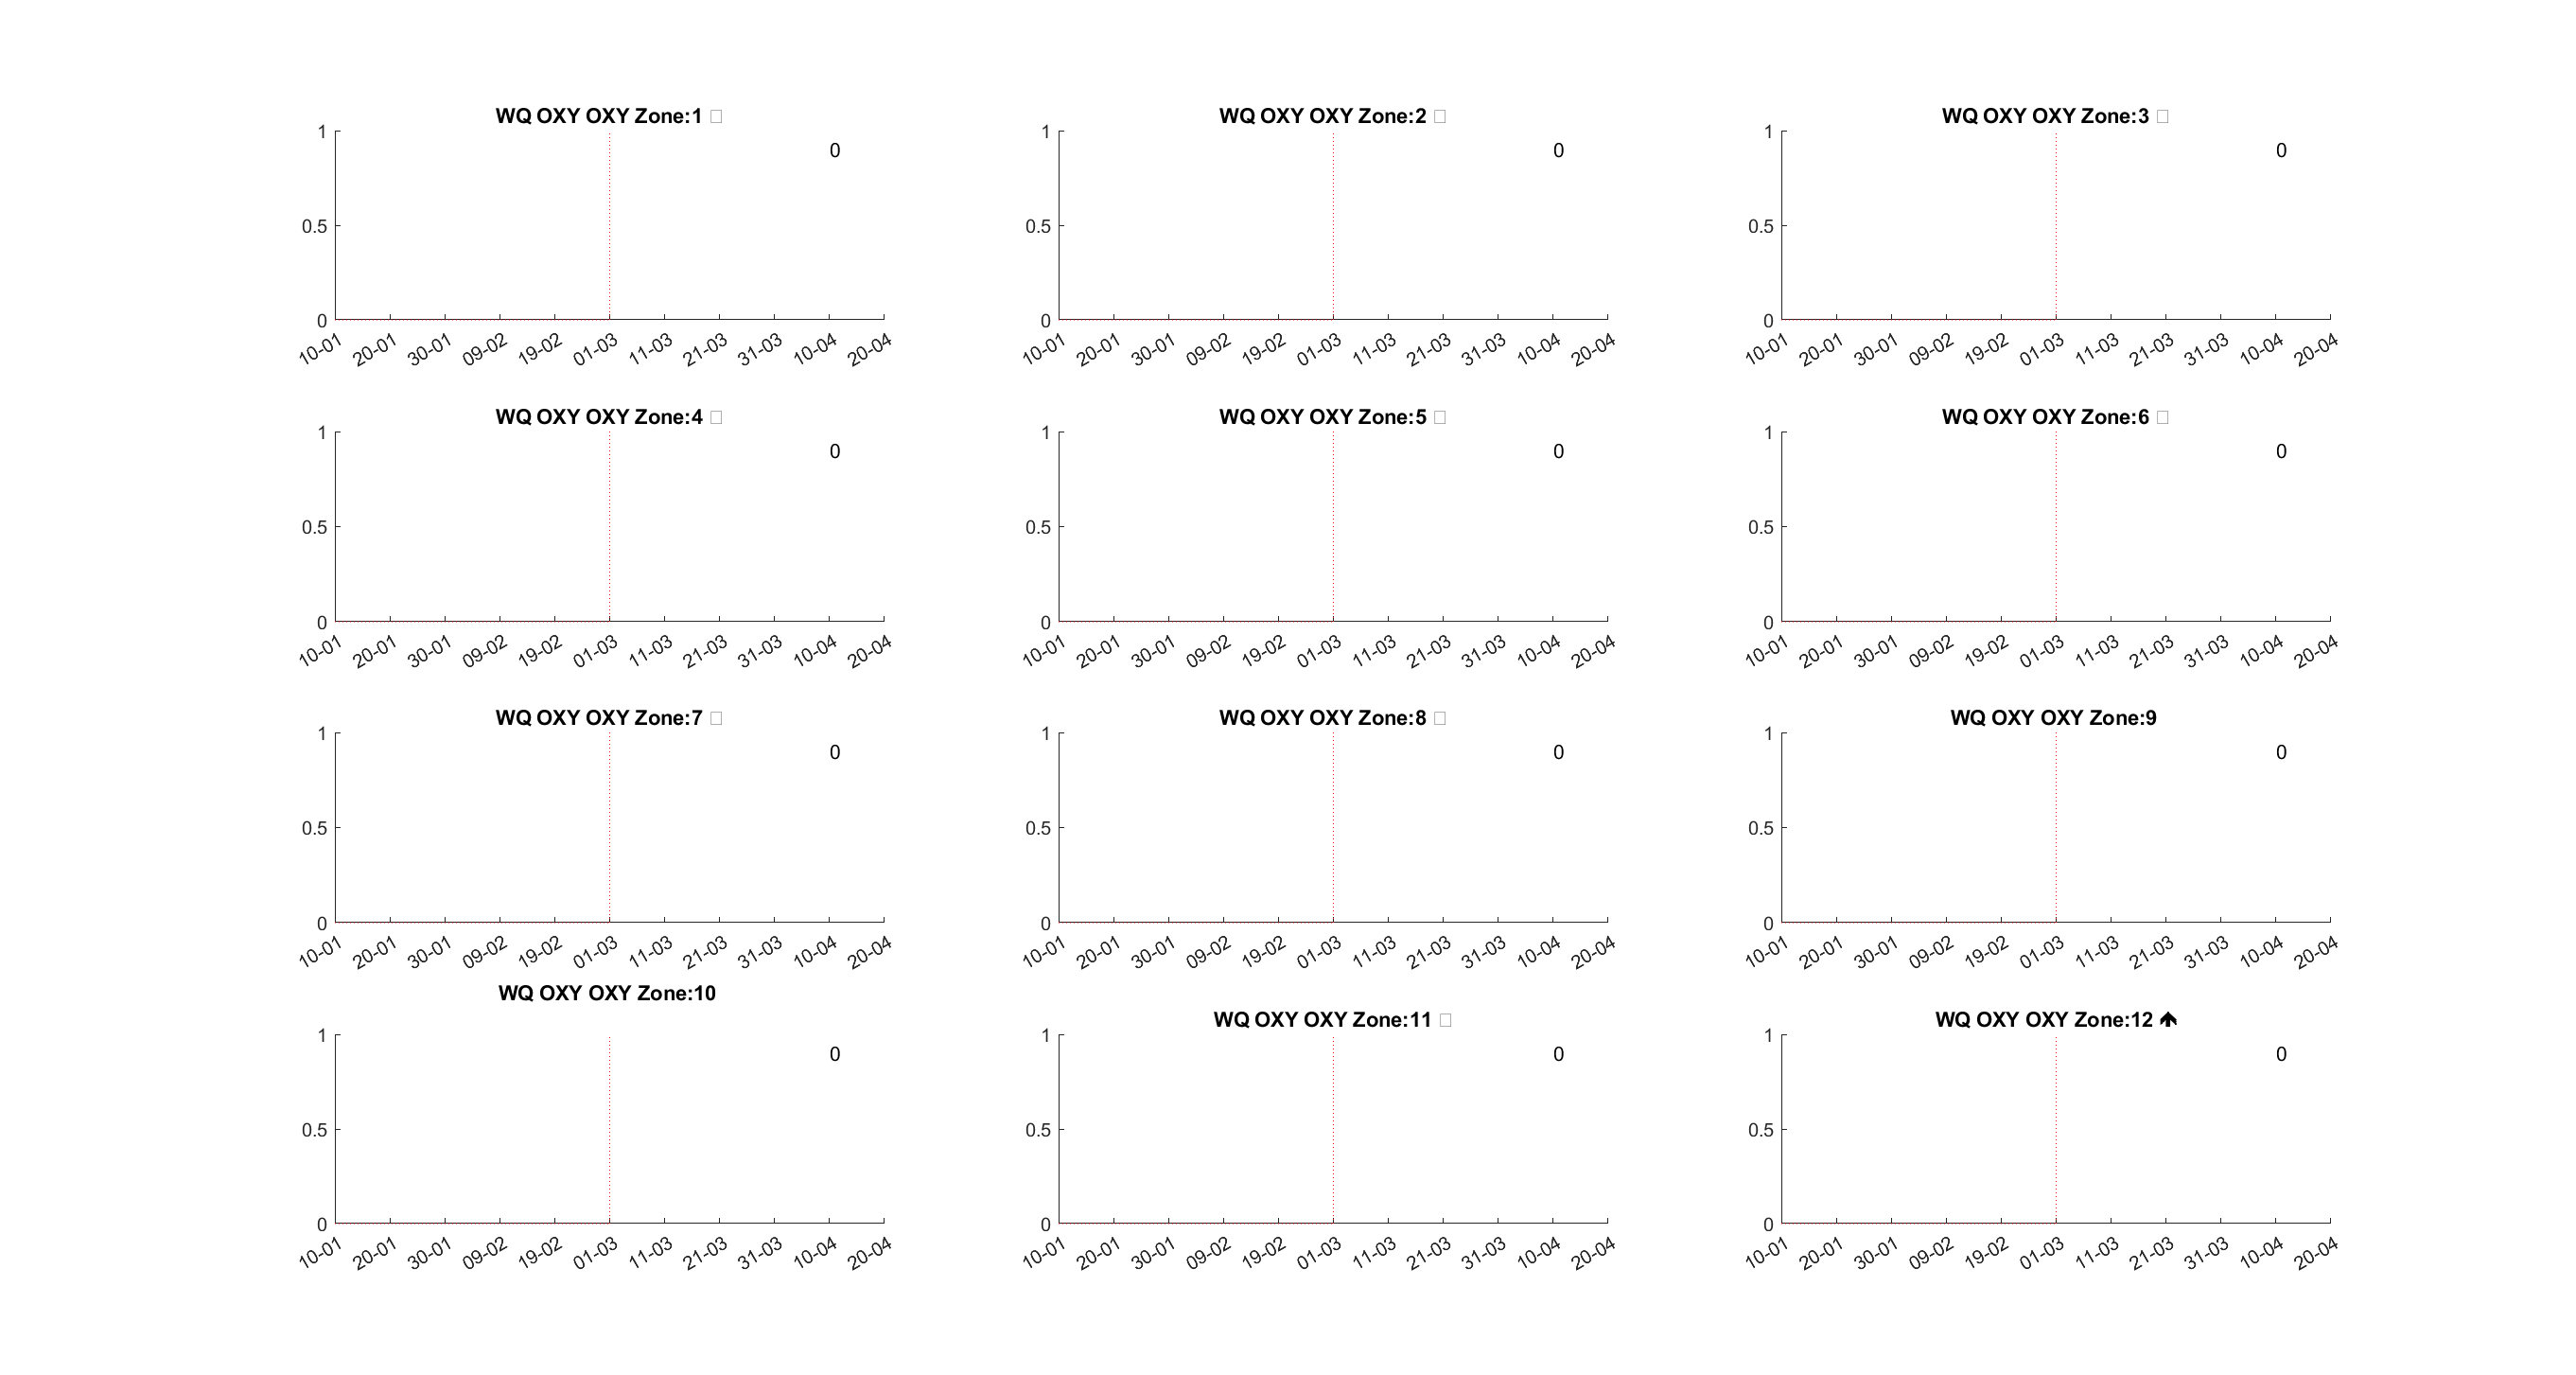 WQ OXY OXY Zone:1 □
1
0
0.5
0
10-01 20-01 30-01 09-02 19-02 01-03 11-03 21-03 31-03 10-04 20-04
WQ OXY OXY Zone:2 □
1
0
0.5
0
10-01 20-01 30-01 09-02 19-02 01-03 11-03 21-03 31-03 10-04 20-04
WQ OXY OXY Zone:3 □
1
0
0.5
0
10-01 20-01 30-01 09-02 19-02 01-03 11-03 21-03 31-03 10-04 20-04
WQ OXY OXY Zone:4 □
1
0
0.5
0
10-01 20-01 30-01 09-02 19-02 01-03 11-03 21-03 31-03 10-04 20-04
WQ OXY OXY Zone:5 □
1
0
0.5
0
10-01 20-01 30-01 09-02 19-02 01-03 11-03 21-03 31-03 10-04 20-04
WQ OXY OXY Zone:6 □
1
0
0.5
0
10-01 20-01 30-01 09-02 19-02 01-03 11-03 21-03 31-03 10-04 20-04
WQ OXY OXY Zone:7 □
1
0
0.5
0
10-01 20-01 30-01 09-02 19-02 01-03 11-03 21-03 31-03 10-04 20-04
WQ OXY OXY Zone:8 □
1
0
0.5
0
10-01 20-01 30-01 09-02 19-02 01-03 11-03 21-03 31-03 10-04 20-04
WQ OXY OXY Zone:9
1
0
0.5
0
10-01 20-01 30-01 09-02 19-02 01-03 11-03 21-03 31-03 10-04 20-04
WQ OXY OXY Zone:10
1
0
0.5
0
10-01 20-01 30-01 09-02 19-02 01-03 11-03 21-03 31-03 10-04 20-04
WQ OXY OXY Zone:11 □
1
0
0.5
0
10-01 20-01 30-01 09-02 19-02 01-03 11-03 21-03 31-03 10-04 20-04
WQ OXY OXY Zone:12 🡹
1
0
0.5
0
10-01 20-01 30-01 09-02 19-02 01-03 11-03 21-03 31-03 10-04 20-04